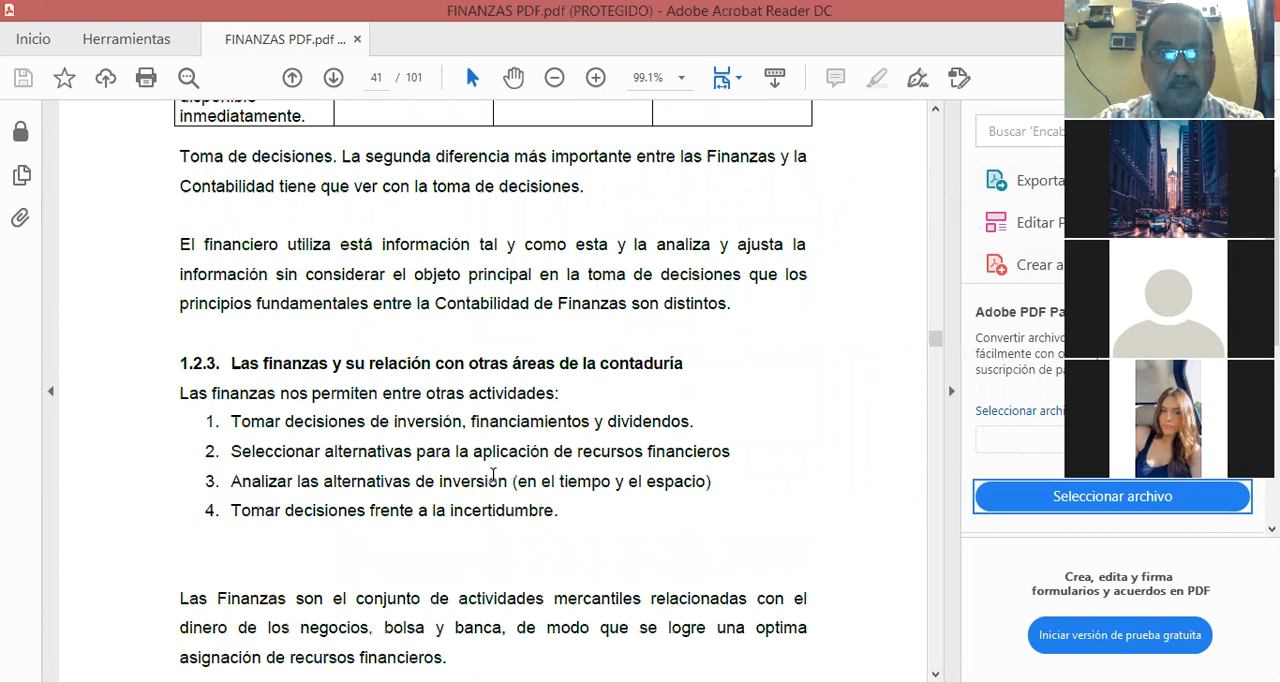 FINANZAS PDF.pdf (PROTEGIDO) - Adobe Acrobat Reader DC
Inicio
Herramientas
FINANZAS PDF.pdf ... ×
41 / 101
99.1%
inmediatamente.
Toma de decisiones. La segunda diferencia más importante entre las Finanzas y la
Contabilidad tiene que ver con la toma de decisiones.
El financiero utiliza está información tal y como esta y la analiza y ajusta la
información sin considerar el objeto principal en la toma de decisiones que los
principios fundamentales entre la Contabilidad de Finanzas son distintos.
1.2.3. Las finanzas y su relación con otras áreas de la contaduría
Las finanzas nos permiten entre otras actividades:
1. Tomar decisiones de inversión, financiamientos y dividendos.
2. Seleccionar alternativas para la aplicación de recursos financieros
3. Analizar las alternativas de inversión (en el tiempo y el espacio)
4. Tomar decisiones frente a la incertidumbre.
Las Finanzas son el conjunto de actividades mercantiles relacionadas con el
dinero de los negocios, bolsa y banca, de modo que se logre una optima
asignación de recursos financieros.
Buscar 'Encab
Exporta
Editar P
Crear a
Adobe PDF Pa
Convertir archivo
fácilmente con o
suscripción de pa
Seleccionar archi
Seleccionar archivo
Crea, edita y firma
formularios y acuerdos en PDF
Iniciar versión de prueba gratuita